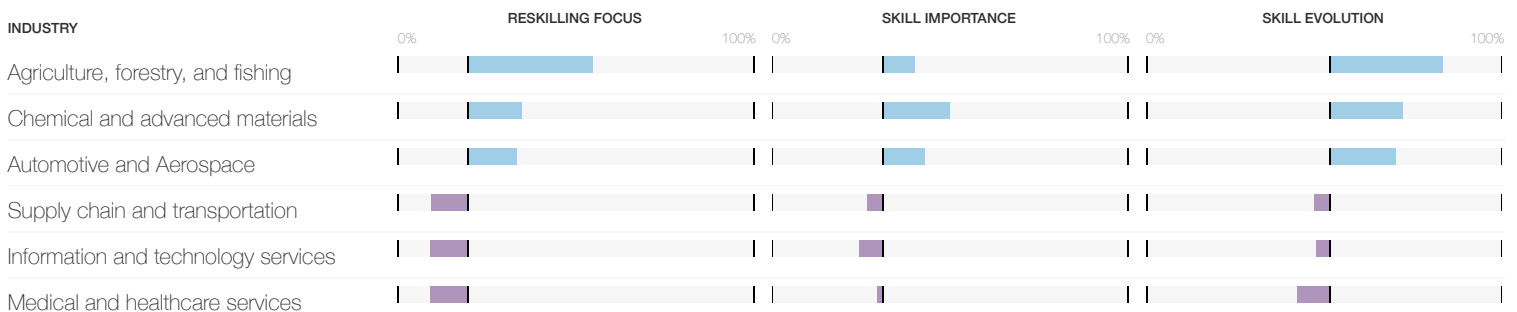 INDUSTRY RESKILLING FOCUS SKILL IMPORTANCE SKILL EVOLUTION
0% 100% 0% 100% 0% 100%
Agriculture, forestry, and fishing
Chemical and advanced materials
Automotive and Aerospace
Supply chain and transportation
Information and technology services
Medical and healthcare services